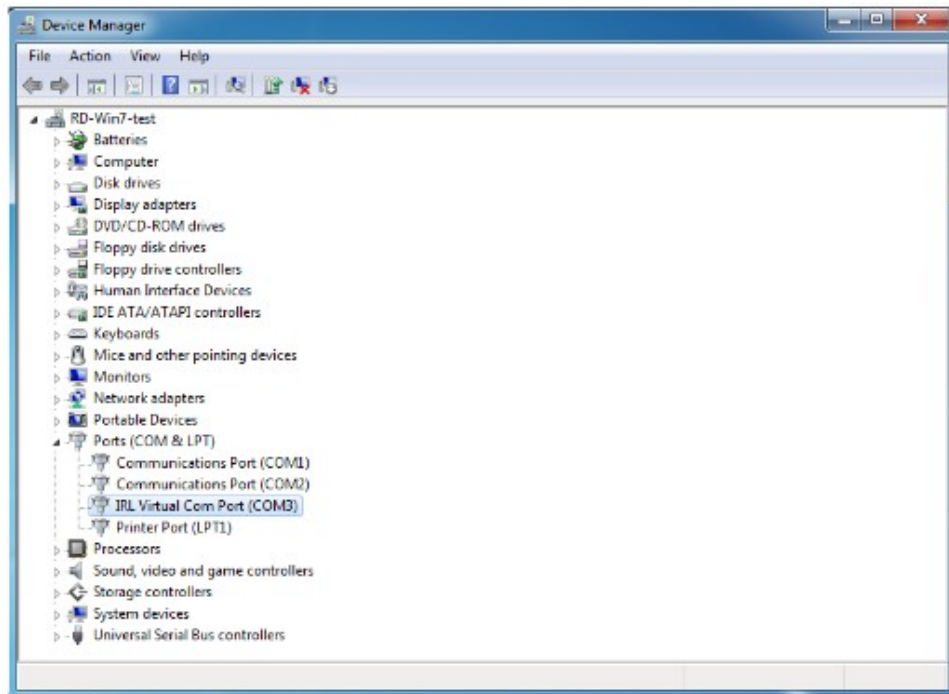 Device Manager
File Action View Help
RD-Win7-test
Batteries
Computer
Disk drives
Display adapters
DVD/CD-ROM drives
Floppy disk drives
Floppy drive controllers
Human Interface Devices
IDE ATA/ATAPI controllers
Keyboards
Mice and other pointing devices
Monitors
Network adapters
Portable Devices
Ports (COM & LPT)
Communications Port (COM1)
Communications Port (COM2)
IRL Virtual Com Port (COM3)
Printer Port (LPT1)
Processors
Sound, video and game controllers
Storage controllers
System devices
Universal Serial Bus controllers